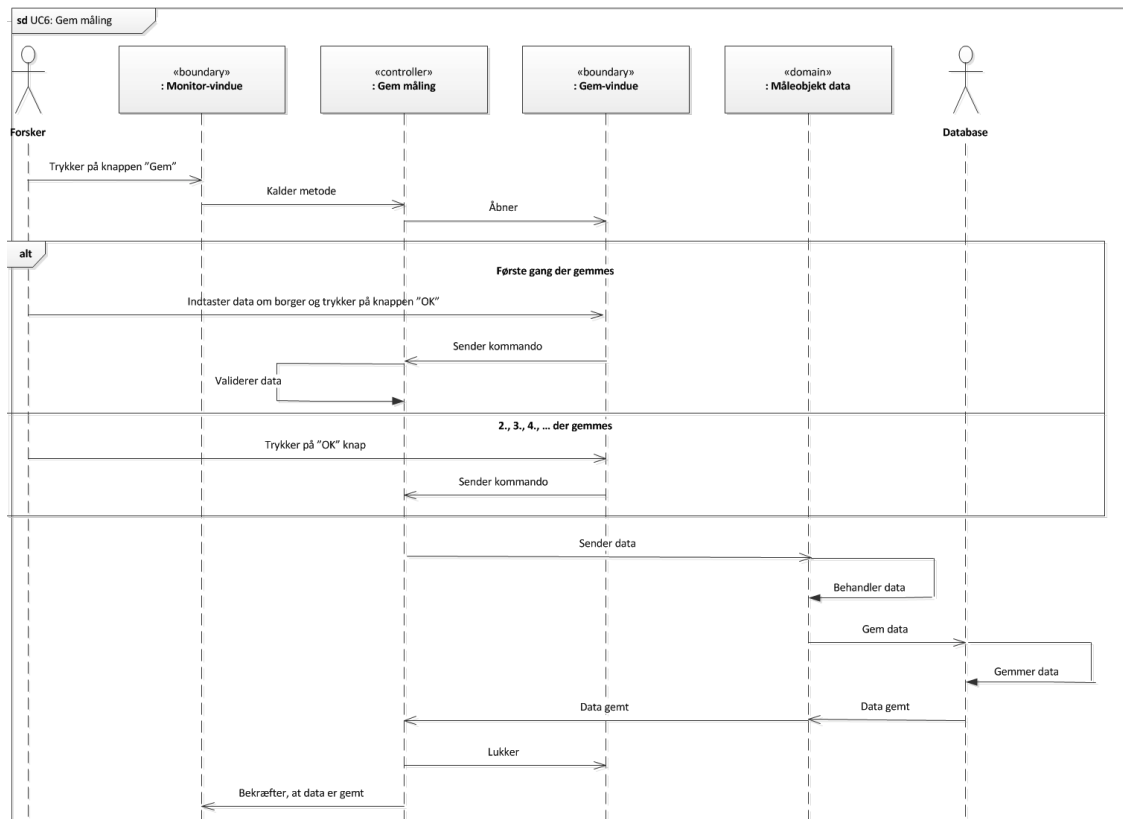 sd UC6: Gem måling
«boundary»
: Monitor-vindue
«controller»
: Gem måling
«boundary»
: Gem-vindue
«domain»
: Måleobjekt data
Forsker
Database
Trykker på knappen ”Gem”
Kalder metode
Åbner
alt
Første gang der gemmes
Indtaster data om borger og trykker på knappen ”OK”
Sender kommando
Validerer data
2., 3., 4., … der gemmes
Trykker på ”OK” knap
Sender kommando
Sender data
Behandler data
Gem data
Gemmer data
Data gemt
Data gemt
Lukker
Bekræfter, at data er gemt